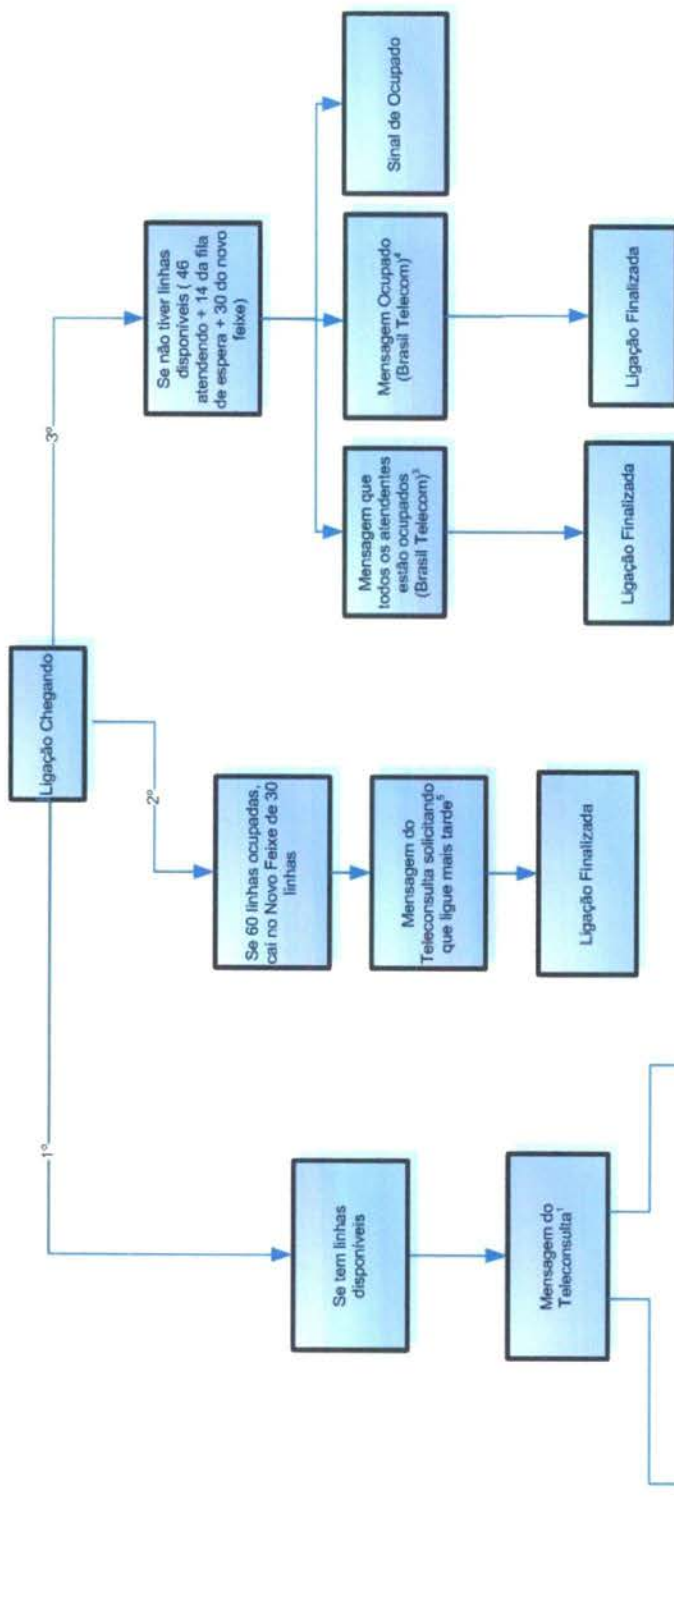 Ligação Chegando
1º
2º
3º
Se tem linhas
disponíveis
Mensagem do
Teleconsulta¹
Se 60 linhas ocupadas,
cai no Novo Feixe de 30
linhas
Mensagem do
Teleconsulta solicitando
que ligue mais tarde⁵
Ligação Finalizada
Se não tiver linhas
disponíveis ( 46
atendendo + 14 da fila
de espera + 30 do novo
feixe)
Mensagem que
todos os atendentes
estão ocupados
(Brasil Telecom)³
Ligação Finalizada
Mensagem Ocupado
(Brasil Telecom)⁴
Ligação Finalizada
Sinal de Ocupado